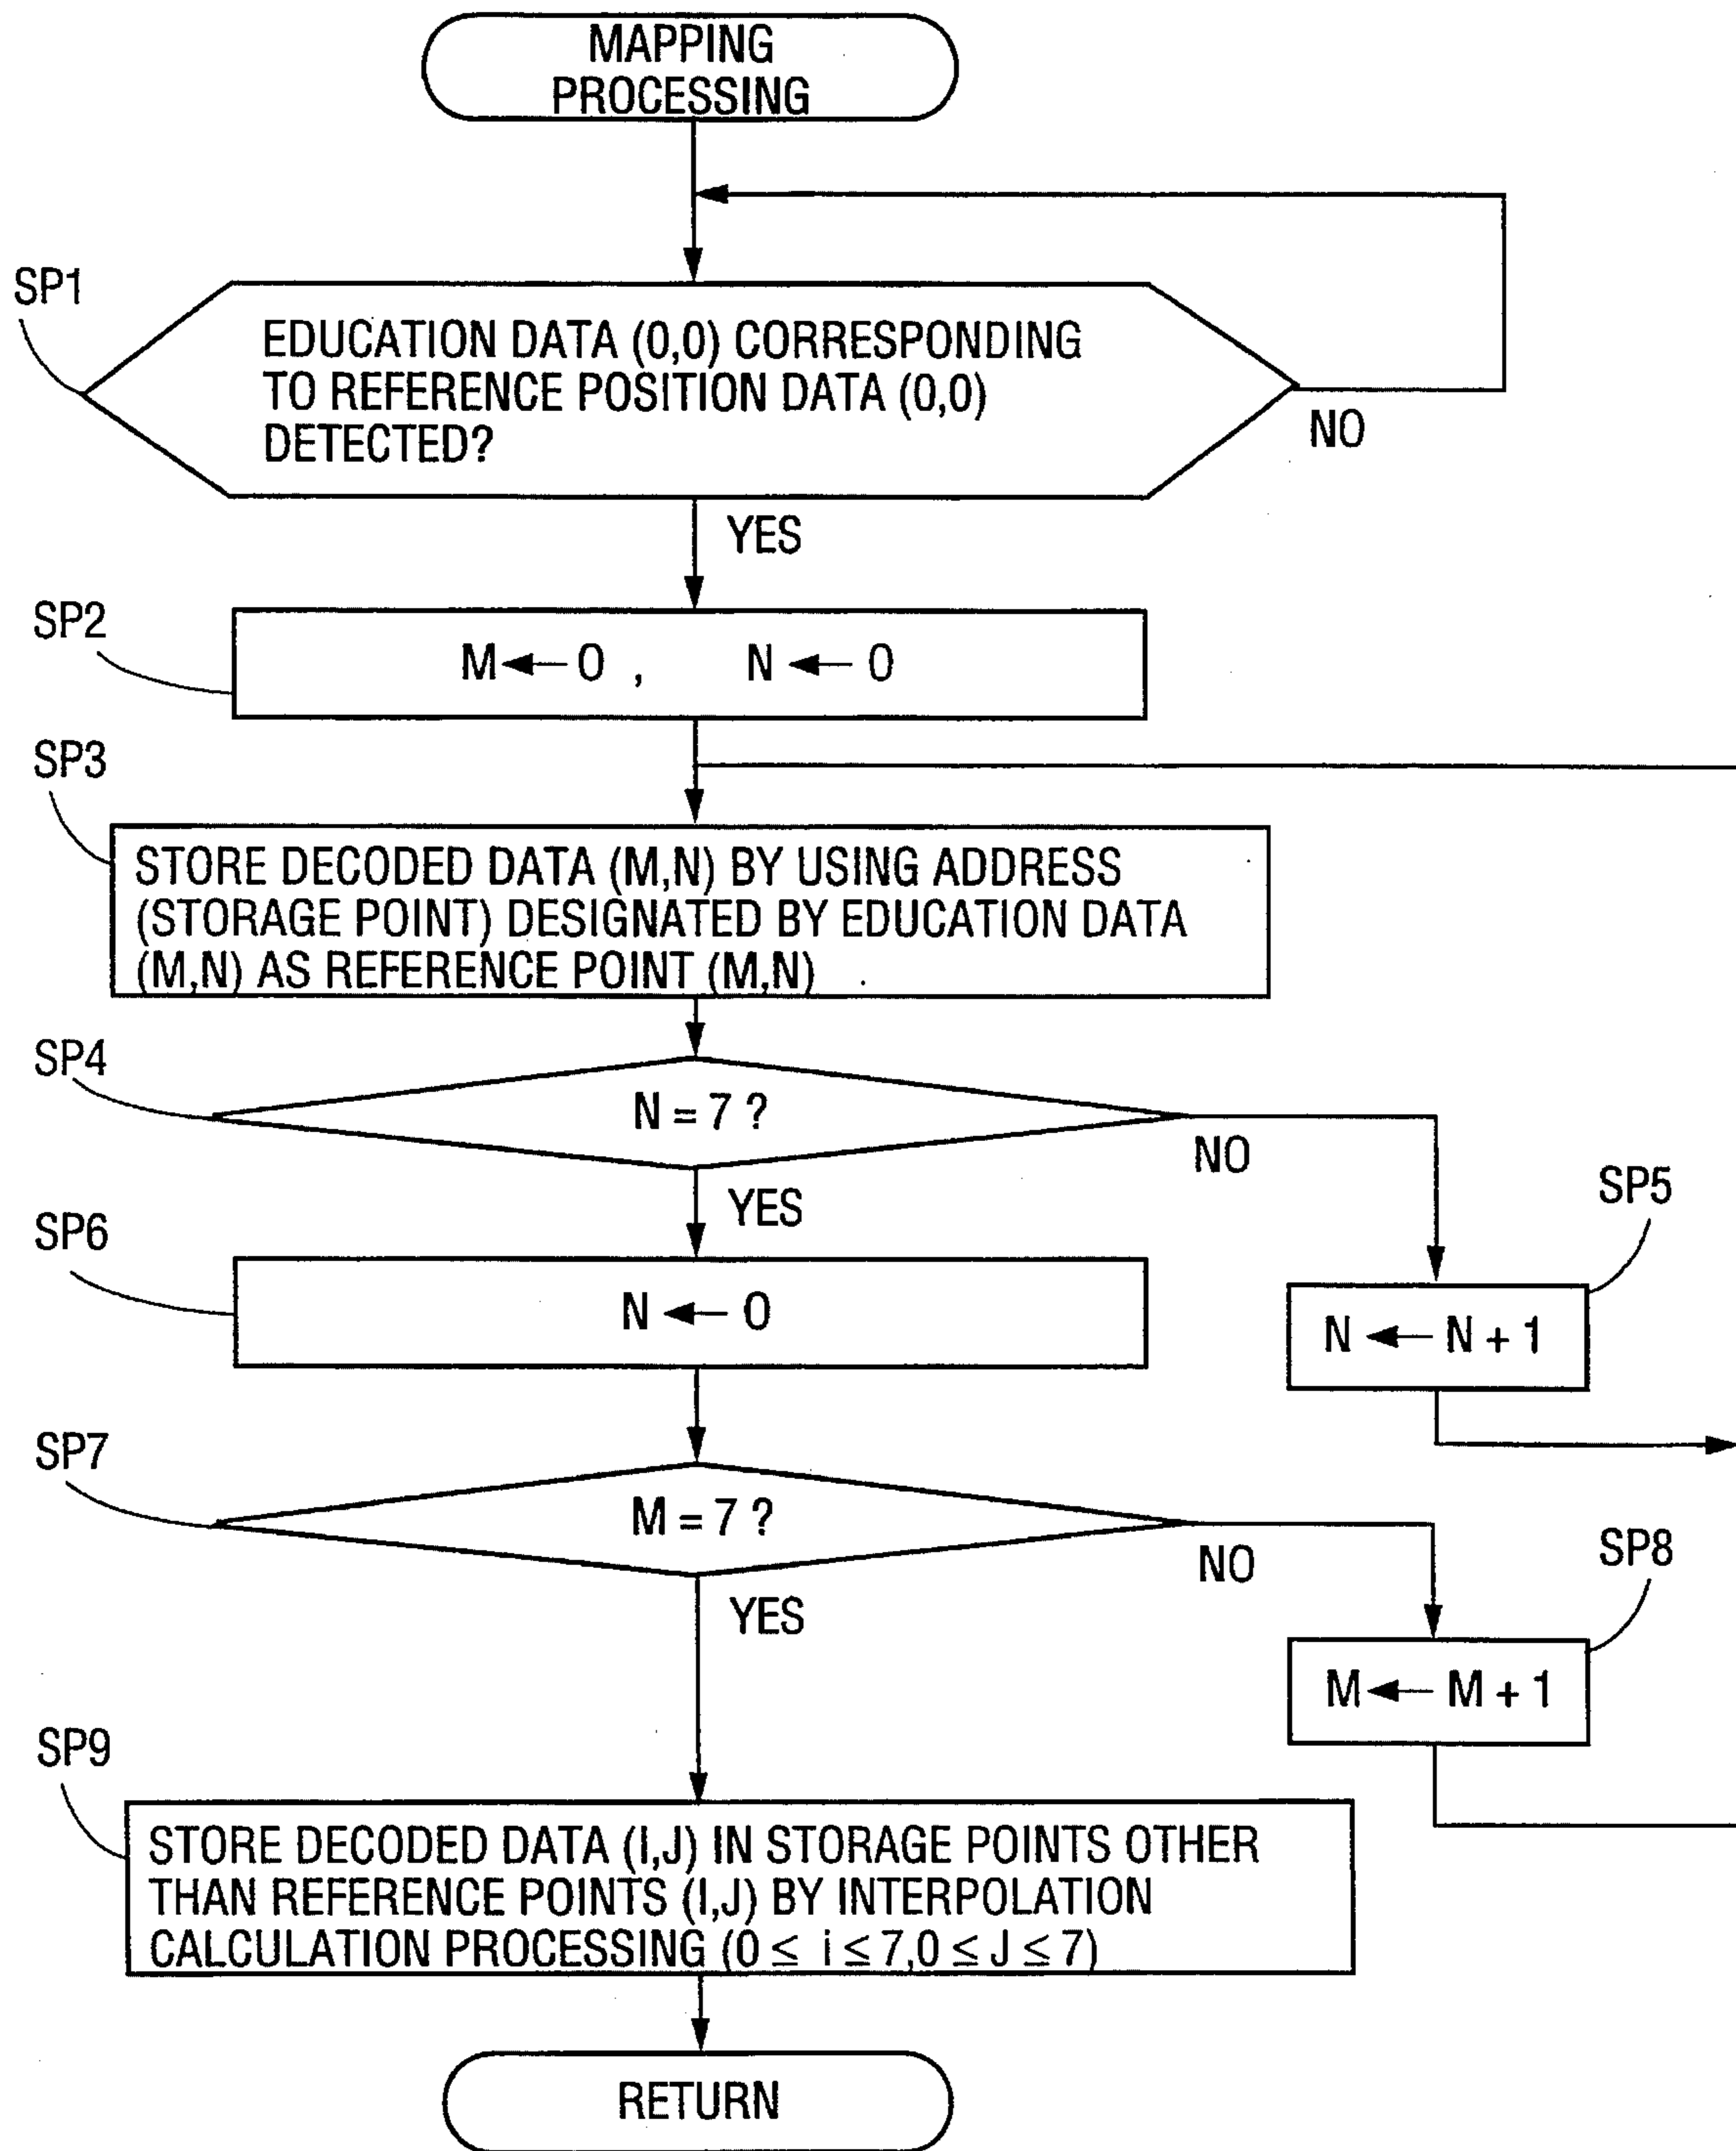 MAPPING
PROCESSING
SP1
EDUCATION DATA (0,0) CORRESPONDING
TO REFERENCE POSITION DATA (0,0)
DETECTED?
NO
YES
SP2
M ← 0 , N ← 0
SP3
STORE DECODED DATA (M,N) BY USING ADDRESS
(STORAGE POINT) DESIGNATED BY EDUCATION DATA
(M,N) AS REFERENCE POINT (M,N)
SP4
N = 7 ?
NO
YES
SP5
N ← N + 1
SP6
N ← 0
SP7
M = 7 ?
NO
YES
SP8
M ← M + 1
SP9
STORE DECODED DATA (I,J) IN STORAGE POINTS OTHER
THAN REFERENCE POINTS (I,J) BY INTERPOLATION
CALCULATION PROCESSING (0 ≤ i ≤ 7,0 ≤ J ≤ 7)
RETURN